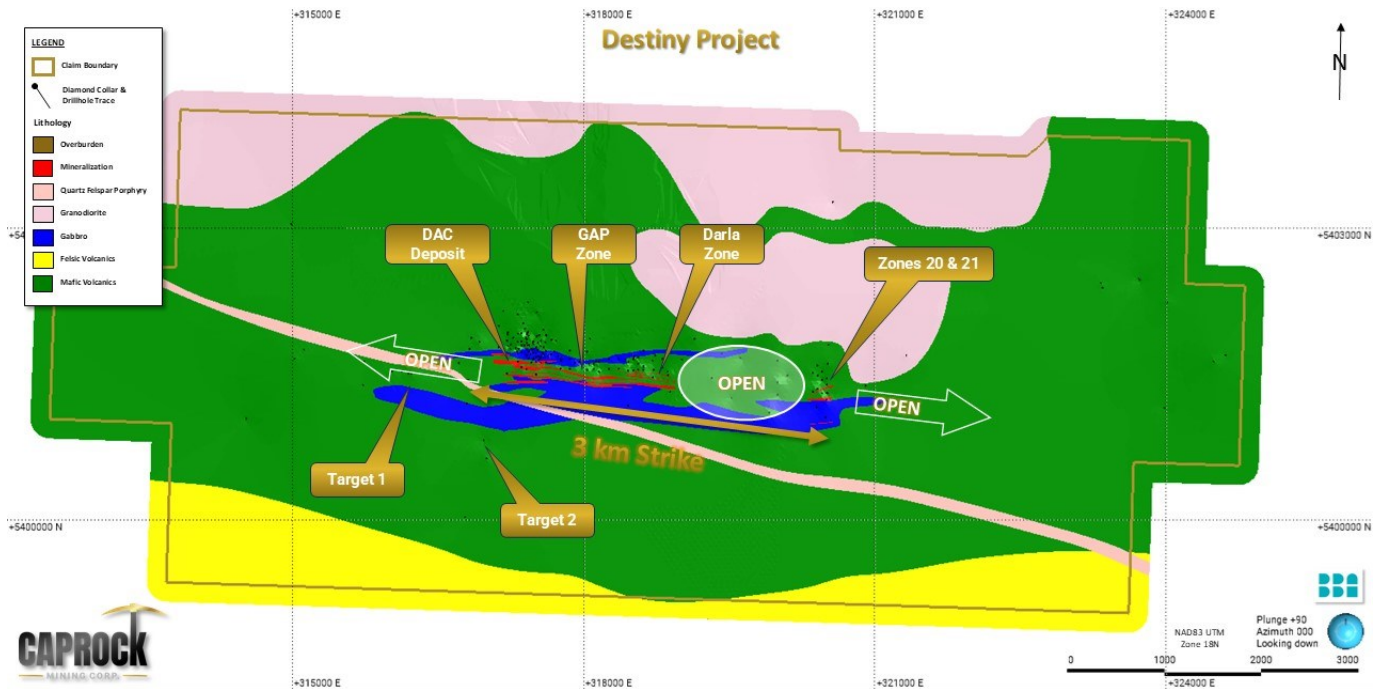 +315000 E
+318000 E
+321000 E
+324000 E
Destiny Project
N
LEGEND
Claim Boundary
Diamond Collar &
Drillhole Trace
Lithology
Overburden
Mineralization
Quartz Felspar Porphyry
Granodiorite
Gabbro
Felsic Volcanics
Mafic Volcanics
+5403000 N
DAC
Deposit
GAP
Zone
Darla
Zone
Zones 20 & 21
OPEN
OPEN
OPEN
3 km Strike
Target 1
Target 2
+5400000 N
+5400000 N
BBA
CAPROCK
MINING CORP.
NAD83 UTM
Zone 18N
Plunge +90
Azimuth 000
Looking down
0
1000
2000
3000
+315000 E
+318000 E
+321000 E
+324000 E